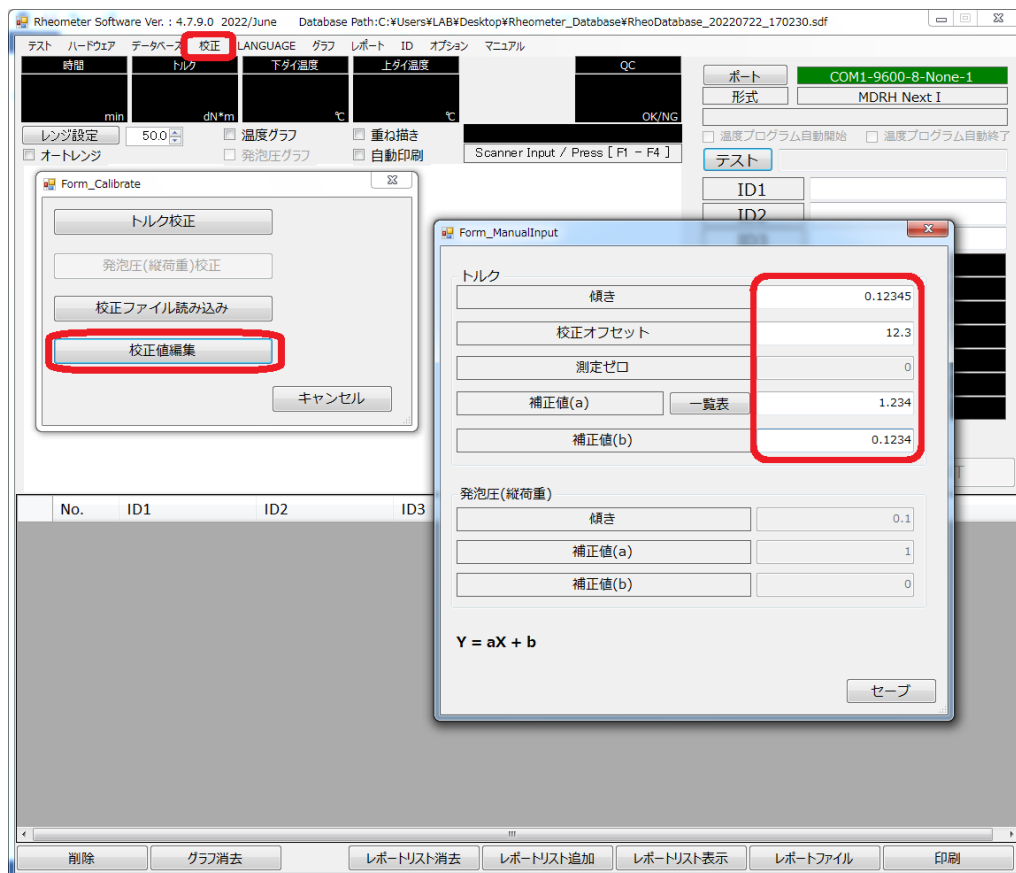 Rheometer Software Ver. : 4.7.9.0 2022/June Database Path:C:¥Users¥LAB¥Desktop¥Rheometer_Database¥RheoDatabase_20220722_170230.sdf
テスト ハードウェア データベース 校正 LANGUAGE グラフ レポート ID オプション マニュアル
時間 トルク 下ダイ温度 上ダイ温度 QC
min dN*m ℃ ℃ OK/NG
ポート COM1-9600-8-None-1
形式 MDRH Next I
レンジ設定 50.0 温度グラフ 重ね描き
オートレンジ 発泡圧グラフ 自動印刷 Scanner Input / Press [ F1 - F4 ]
温度プログラム自動開始 温度プログラム自動終了
テスト
ID1
ID2
ID3
Form_Calibrate
トルク校正
発泡圧(縦荷重)校正
校正ファイル読み込み
校正値編集
キャンセル
Form_ManualInput
トルク
傾き 0.12345
校正オフセット 12.3
測定ゼロ 0
補正値(a) 一覧表 1.234
補正値(b) 0.1234
発泡圧(縦荷重)
傾き 0.1
補正値(a) 1
補正値(b) 0
Y = aX + b
セーブ
No. ID1 ID2 ID3
削除 グラフ消去 レポートリスト消去 レポートリスト追加 レポートリスト表示 レポートファイル 印刷